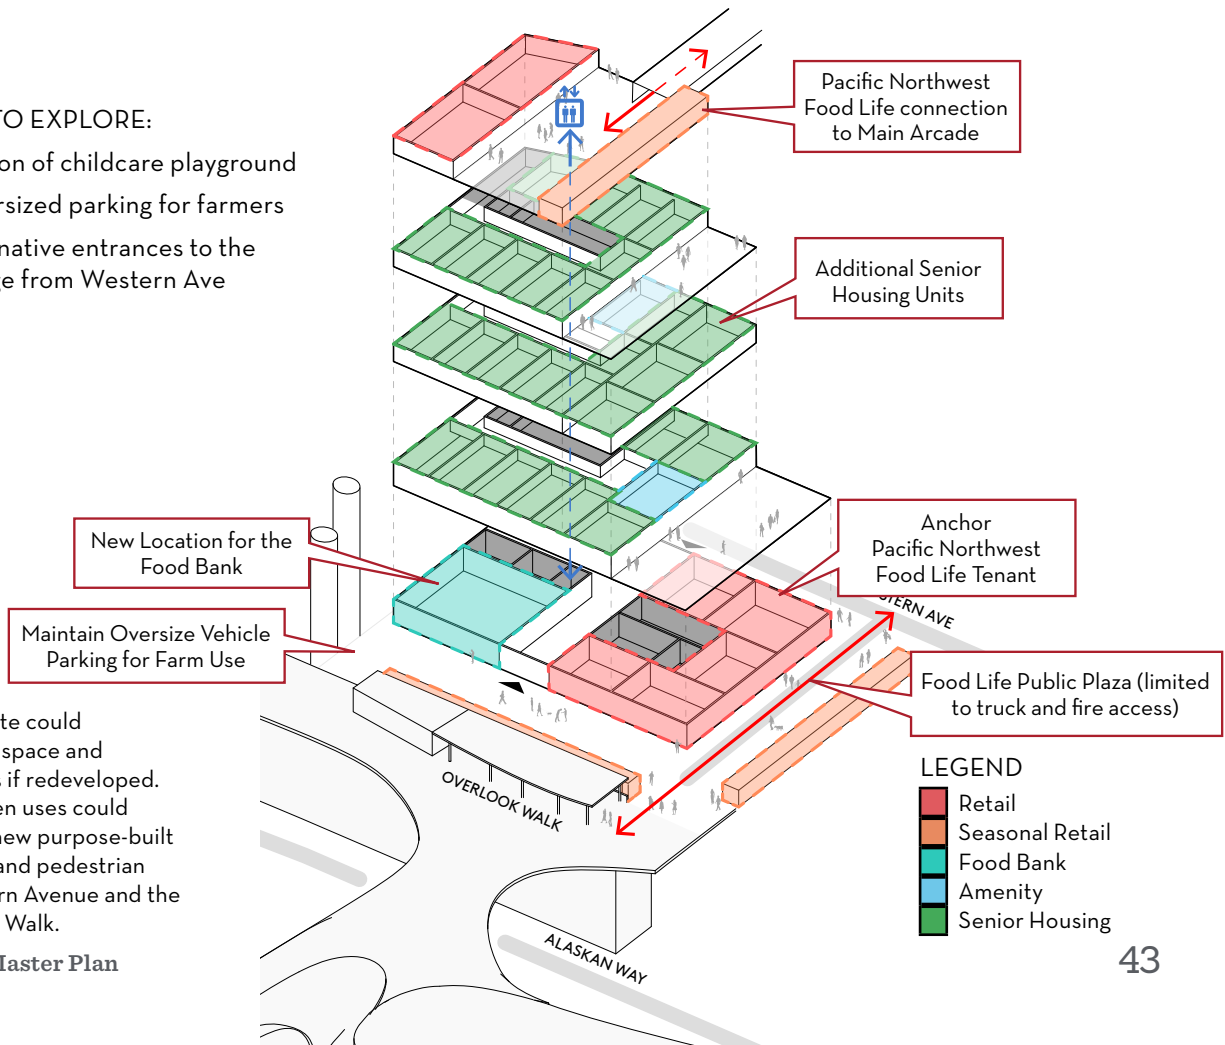 TO EXPLORE:
ion of childcare playground
rsized parking for farmers
native entrances to the
ge from Western Ave
Pacific Northwest
Food Life connection
to Main Arcade
Additional Senior
Housing Units
New Location for the
Food Bank
Anchor
Pacific Northwest
Food Life Tenant
STERN AVE
Maintain Oversize Vehicle
Parking for Farm Use
Food Life Public Plaza (limited
to truck and fire access)
te could
space and
s if redeveloped.
en uses could
new purpose-built
and pedestrian
rn Avenue and the
Walk.
OVERLOOK WALK
ALASKAN WAY
LEGEND
Retail
Seasonal Retail
Food Bank
Amenity
Senior Housing
Master Plan
43